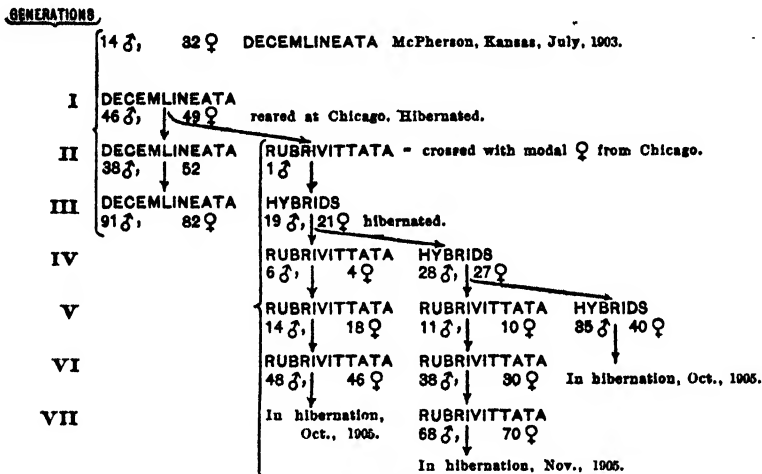 GENERATIONS
14 ♂, 32 ♀ DECEMLINEATA McPherson, Kansas, July, 1903.
I DECEMLINEATA
46 ♂, 49 ♀ reared at Chicago. Hibernated.
II DECEMLINEATA RUBRIVITTATA = crossed with modal ♀ from Chicago.
38 ♂, 52 1 ♂
III DECEMLINEATA HYBRIDS
91 ♂, 82 ♀ 19 ♂, 21 ♀ hibernated.
IV RUBRIVITTATA HYBRIDS
6 ♂, 4 ♀ 28 ♂, 27 ♀
V RUBRIVITTATA RUBRIVITTATA HYBRIDS
14 ♂, 18 ♀ 11 ♂, 10 ♀ 35 ♂ 40 ♀
VI RUBRIVITTATA RUBRIVITTATA
48 ♂, 46 ♀ 38 ♂, 30 ♀ In hibernation, Oct., 1905.
VII In hibernation, RUBRIVITTATA
Oct., 1905. 68 ♂, 70 ♀
In hibernation, Nov., 1905.